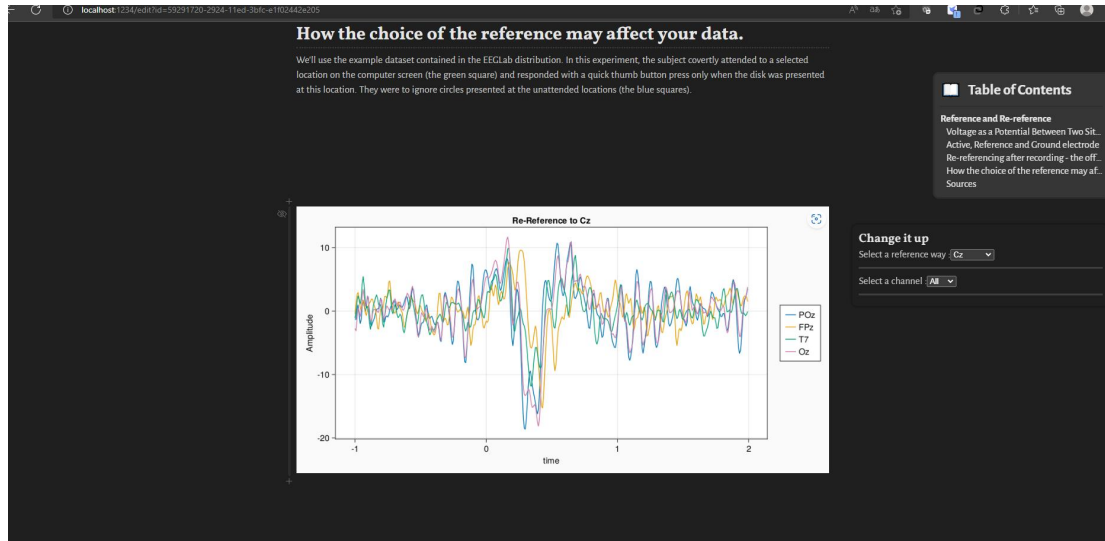 localhost:1234/edit?id=59291720-2924-11ed-3bfc-e1f02442e205
How the choice of the reference may affect your data.
We'll use the example dataset contained in the EEGLab distribution. In this experiment, the subject covertly attended to a selected
location on the computer screen (the green square) and responded with a quick thumb button press only when the disk was presented
at this location. They were to ignore circles presented at the unattended locations (the blue squares).
Table of Contents
Reference and Re-reference
Voltage as a Potential Between Two Sit...
Active, Reference and Ground electrode
Re-referencing after recording - the off...
How the choice of the reference may af...
Sources
Re-Reference to Cz
10
0
-10
-20
Amplitude
-1
0
1
2
time
POz
FPz
T7
Oz
Change it up
Select a reference way : Cz
Select a channel : All